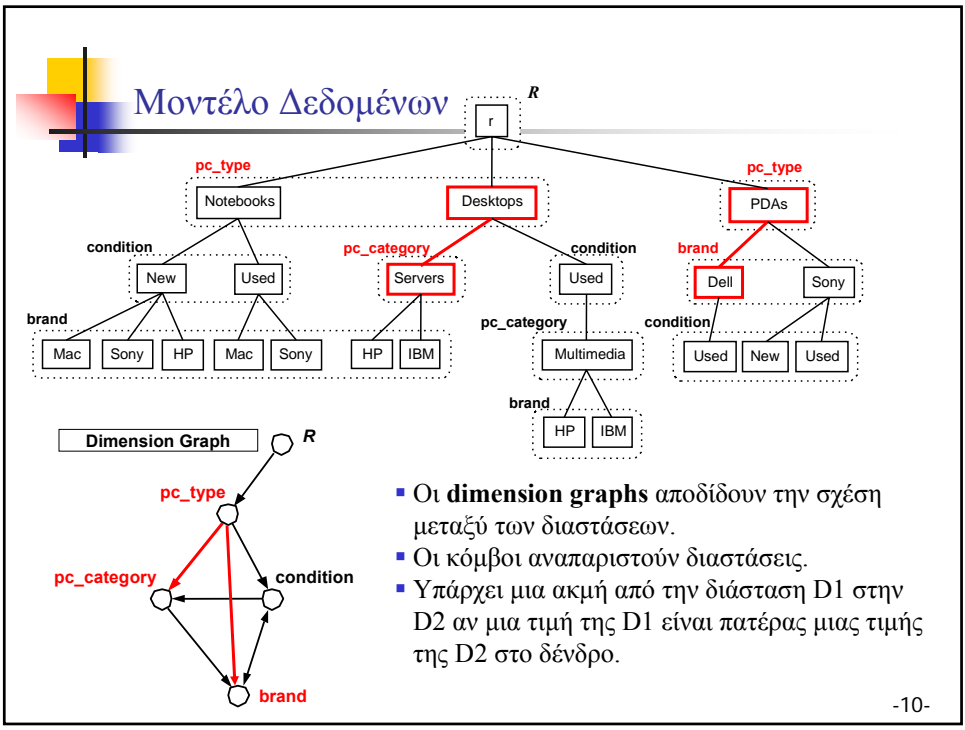 Μοντέλο Δεδομένων
R
r
pc_type
pc_type
Notebooks
Desktops
PDAs
condition
pc_category
condition
brand
New
Used
Servers
Used
Dell
Sony
brand
pc_category
condition
Mac
Sony
HP
Mac
Sony
HP
IBM
Multimedia
Used
New
Used
brand
HP
IBM
Dimension Graph
R
pc_type
pc_category
condition
brand
▪ Οι dimension graphs αποδίδουν την σχέση
μεταξύ των διαστάσεων.
▪ Οι κόμβοι αναπαριστούν διαστάσεις.
▪ Υπάρχει μια ακμή από την διάσταση D1 στην
D2 αν μια τιμή της D1 είναι πατέρας μιας τιμής
της D2 στο δένδρο.
-10-